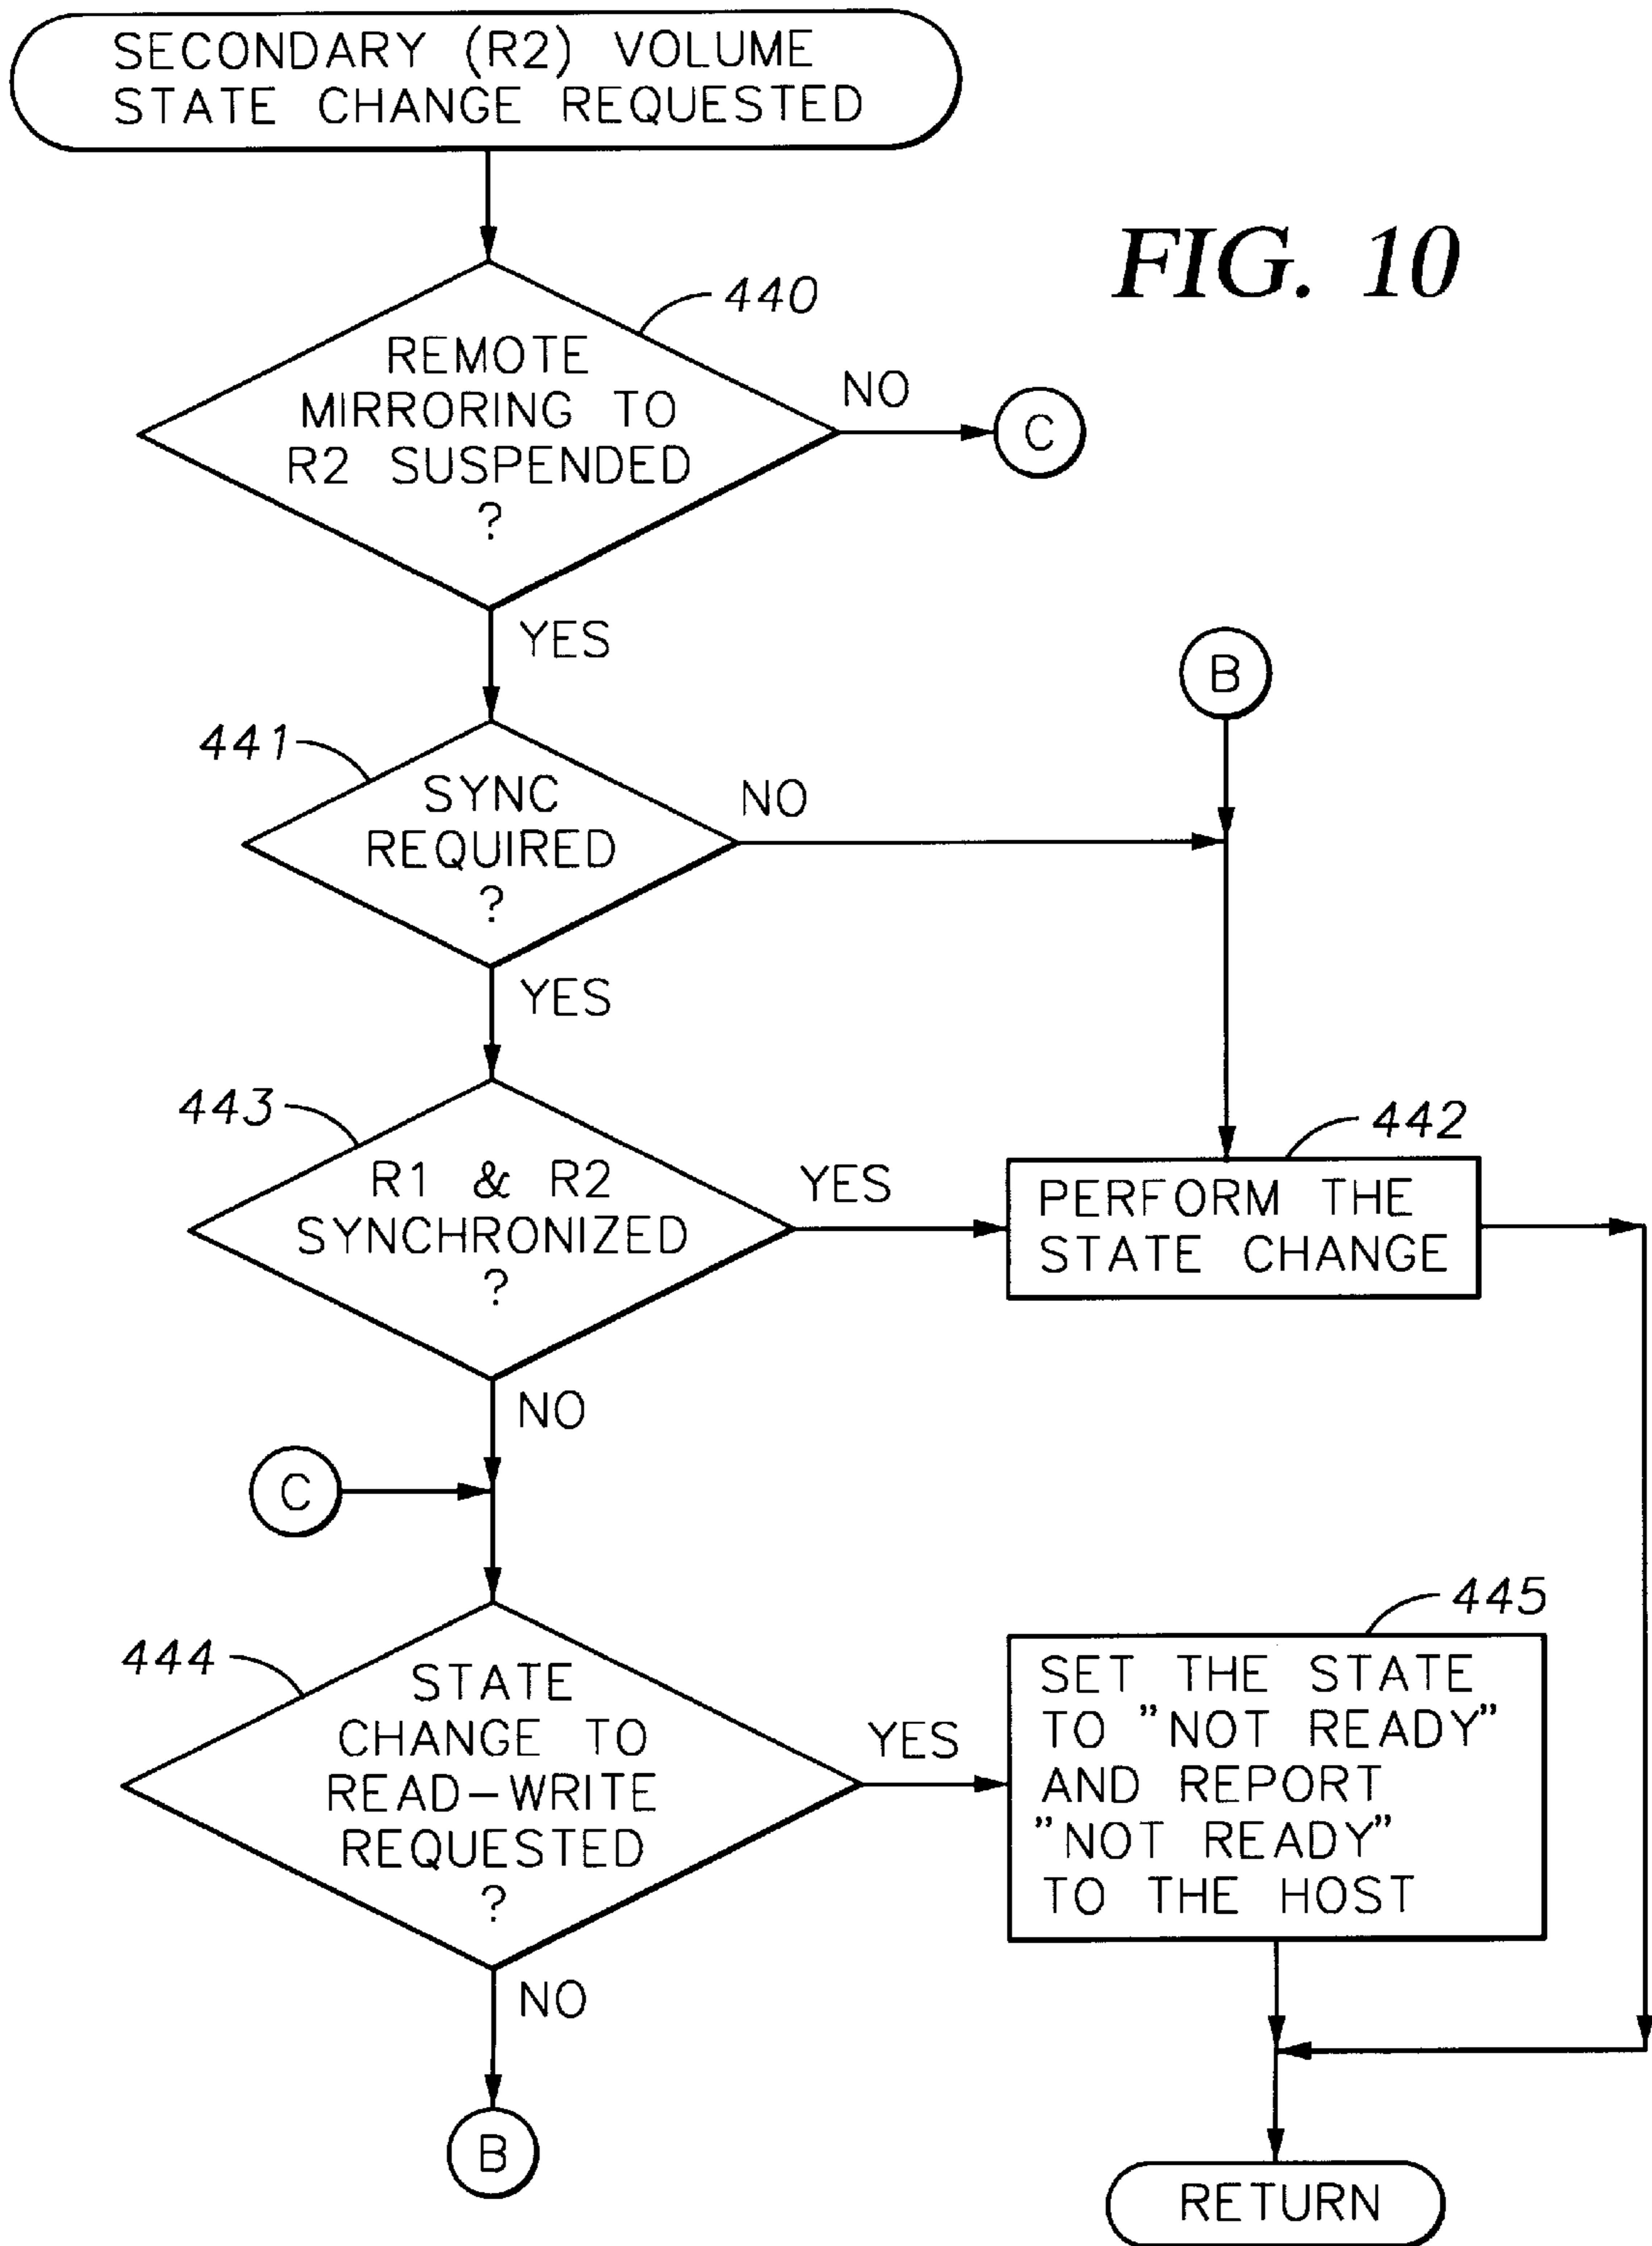 SECONDARY (R2) VOLUME
STATE CHANGE REQUESTED
FIG. 10
440
REMOTE
MIRRORING TO
R2 SUSPENDED
?
NO
C
YES
B
441
SYNC
REQUIRED
?
NO
YES
443
R1 & R2
SYNCHRONIZED
?
YES
442
PERFORM THE
STATE CHANGE
NO
C
444
STATE
CHANGE TO
READ-WRITE
REQUESTED
?
YES
445
SET THE STATE
TO "NOT READY"
AND REPORT
"NOT READY"
TO THE HOST
NO
B
RETURN